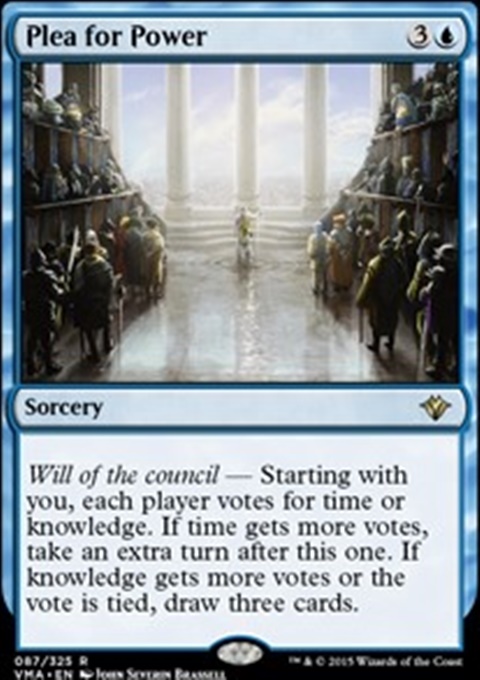 Plea for Power 3
Sorcery
Will of the council — Starting with
you, each player votes for time or
knowledge. If time gets more votes,
take an extra turn after this one. If
knowledge gets more votes or the
vote is tied, draw three cards.
087/325 R
VMA • EN John Severin Brassell
™ & © 2015 Wizards of the Coast